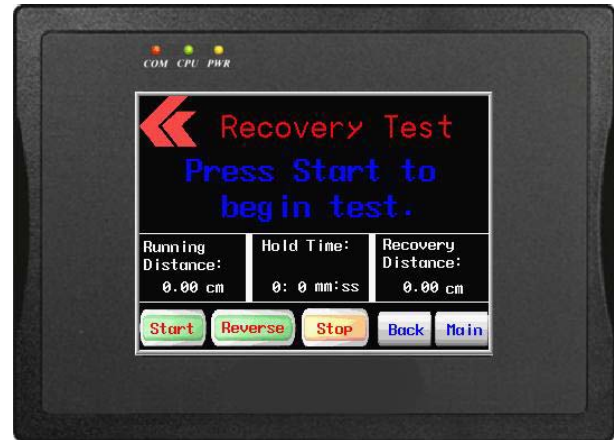 COM CPU PWR
Recovery Test
Press Start to
begin test.
Running
Distance:
0.00 cm
Hold Time:
0: 0 mm:ss
Recovery
Distance:
0.00 cm
Start Reverse Stop Back Main